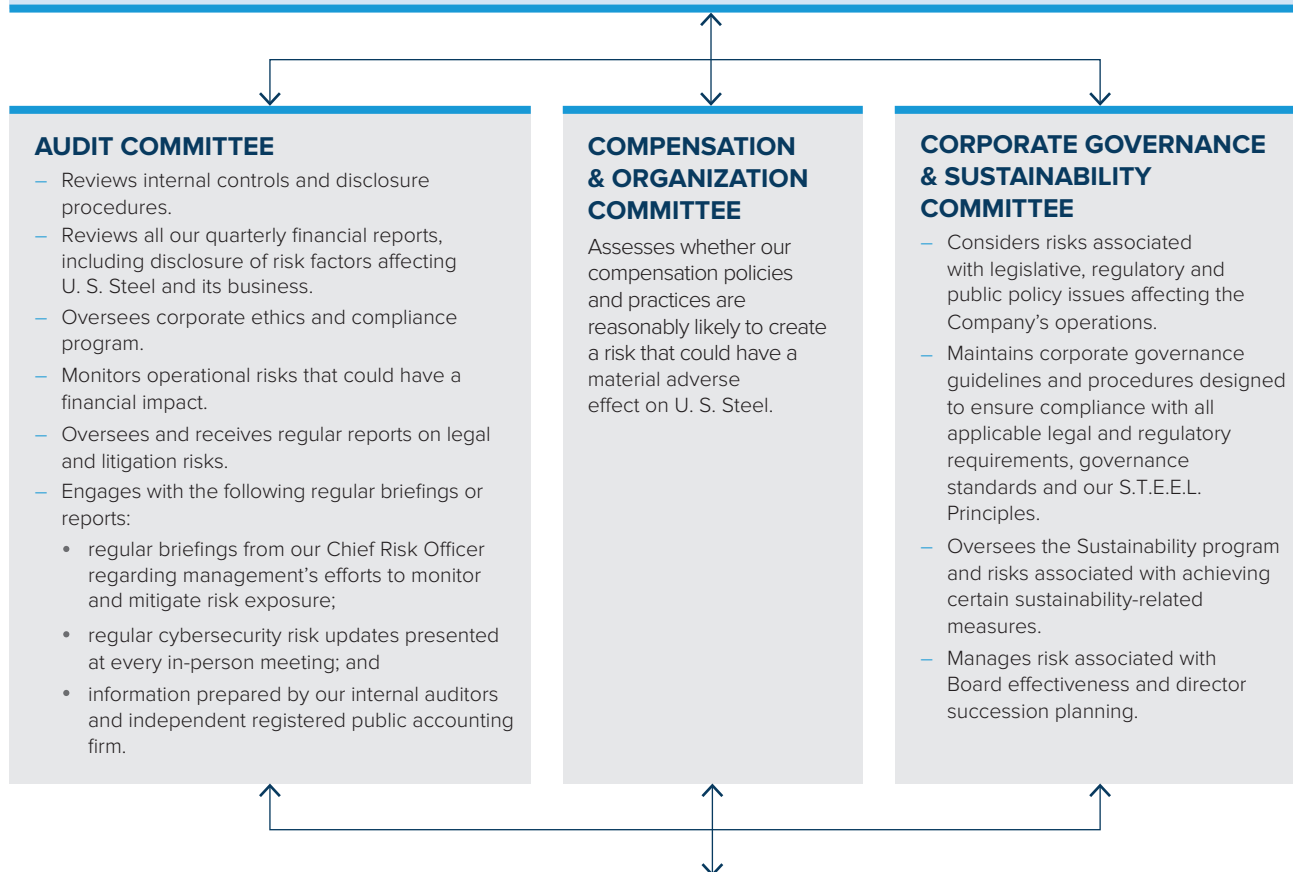 AUDIT COMMITTEE
– Reviews internal controls and disclosure
procedures.
– Reviews all our quarterly financial reports,
including disclosure of risk factors affecting
U. S. Steel and its business.
– Oversees corporate ethics and compliance
program.
– Monitors operational risks that could have a
financial impact.
– Oversees and receives regular reports on legal
and litigation risks.
– Engages with the following regular briefings or
reports:
• regular briefings from our Chief Risk Officer
regarding management’s efforts to monitor
and mitigate risk exposure;
• regular cybersecurity risk updates presented
at every in-person meeting; and
• information prepared by our internal auditors
and independent registered public accounting
firm.
COMPENSATION
& ORGANIZATION
COMMITTEE
Assesses whether our
compensation policies
and practices are
reasonably likely to create
a risk that could have a
material adverse
effect on U. S. Steel.
CORPORATE GOVERNANCE
& SUSTAINABILITY
COMMITTEE
– Considers risks associated
with legislative, regulatory and
public policy issues affecting the
Company’s operations.
– Maintains corporate governance
guidelines and procedures designed
to ensure compliance with all
applicable legal and regulatory
requirements, governance
standards and our S.T.E.E.L.
Principles.
– Oversees the Sustainability program
and risks associated with achieving
certain sustainability-related
measures.
– Manages risk associated with
Board effectiveness and director
succession planning.